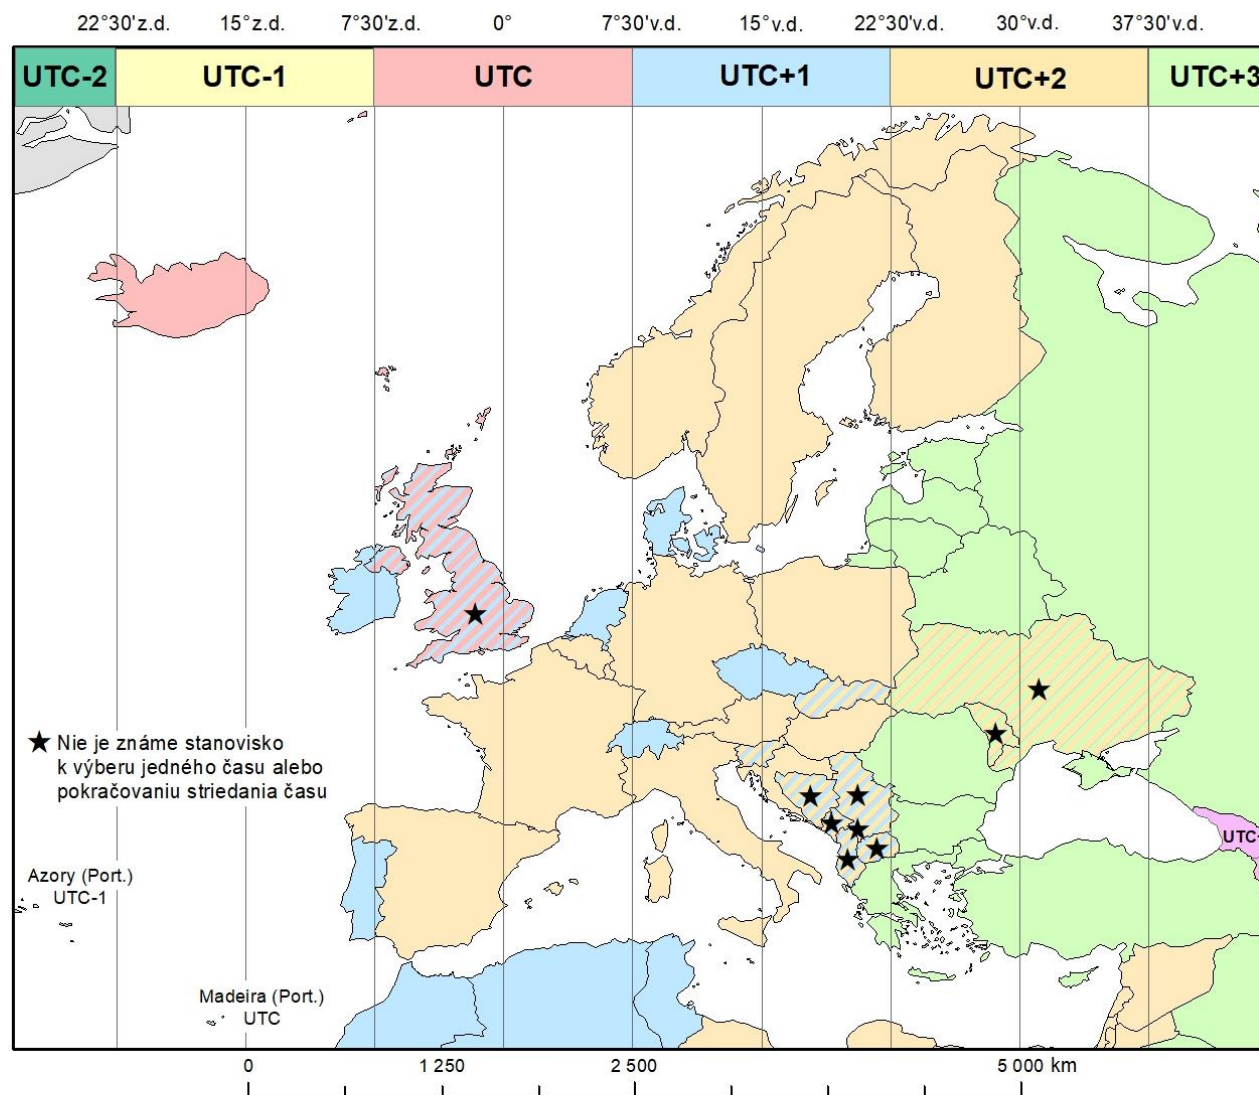 22°30'z.d. 15° z.d. 7°30'z.d. 0° 7°30'v.d. 15°v.d. 22°30'v.d. 30°v.d. 37°30'v.d.
UTC-2 UTC-1 UTC UTC+1 UTC+2 UTC+3
★ Nie je známe stanovisko
k výberu jedného času alebo
pokračovaniu striedania času
UTC-
Azory (Port.)
UTC-1
Madeira (Port.)
UTC
0 1 250 2 500 5 000 km